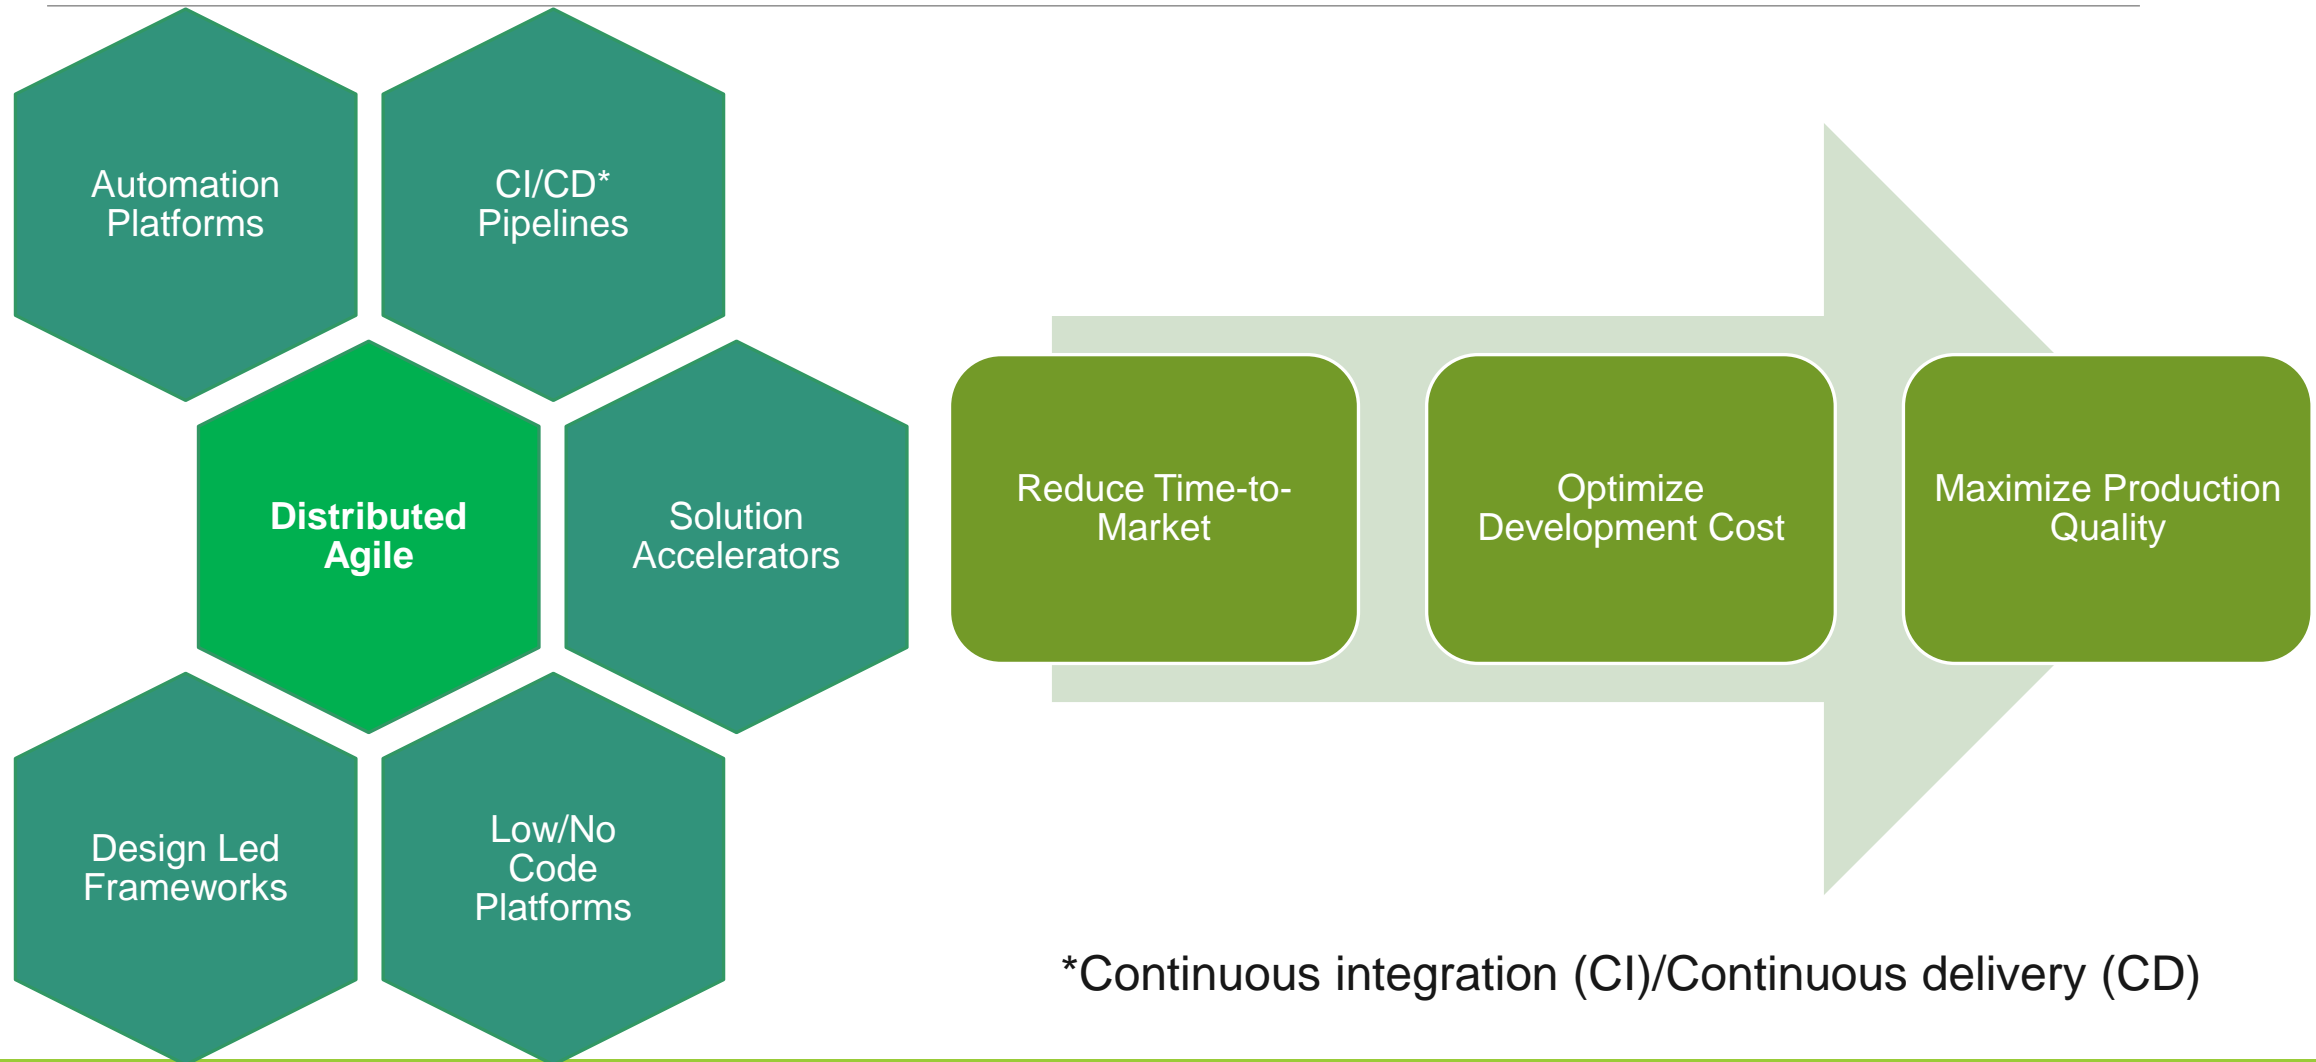 Automation
Platforms
CI/CD*
Pipelines
Distributed
Agile
Solution
Accelerators
Design Led
Frameworks
Low/No
Code
Platforms
Reduce Time-to-
Market
Optimize
Development Cost
Maximize Production
Quality
*Continuous integration (CI)/Continuous delivery (CD)